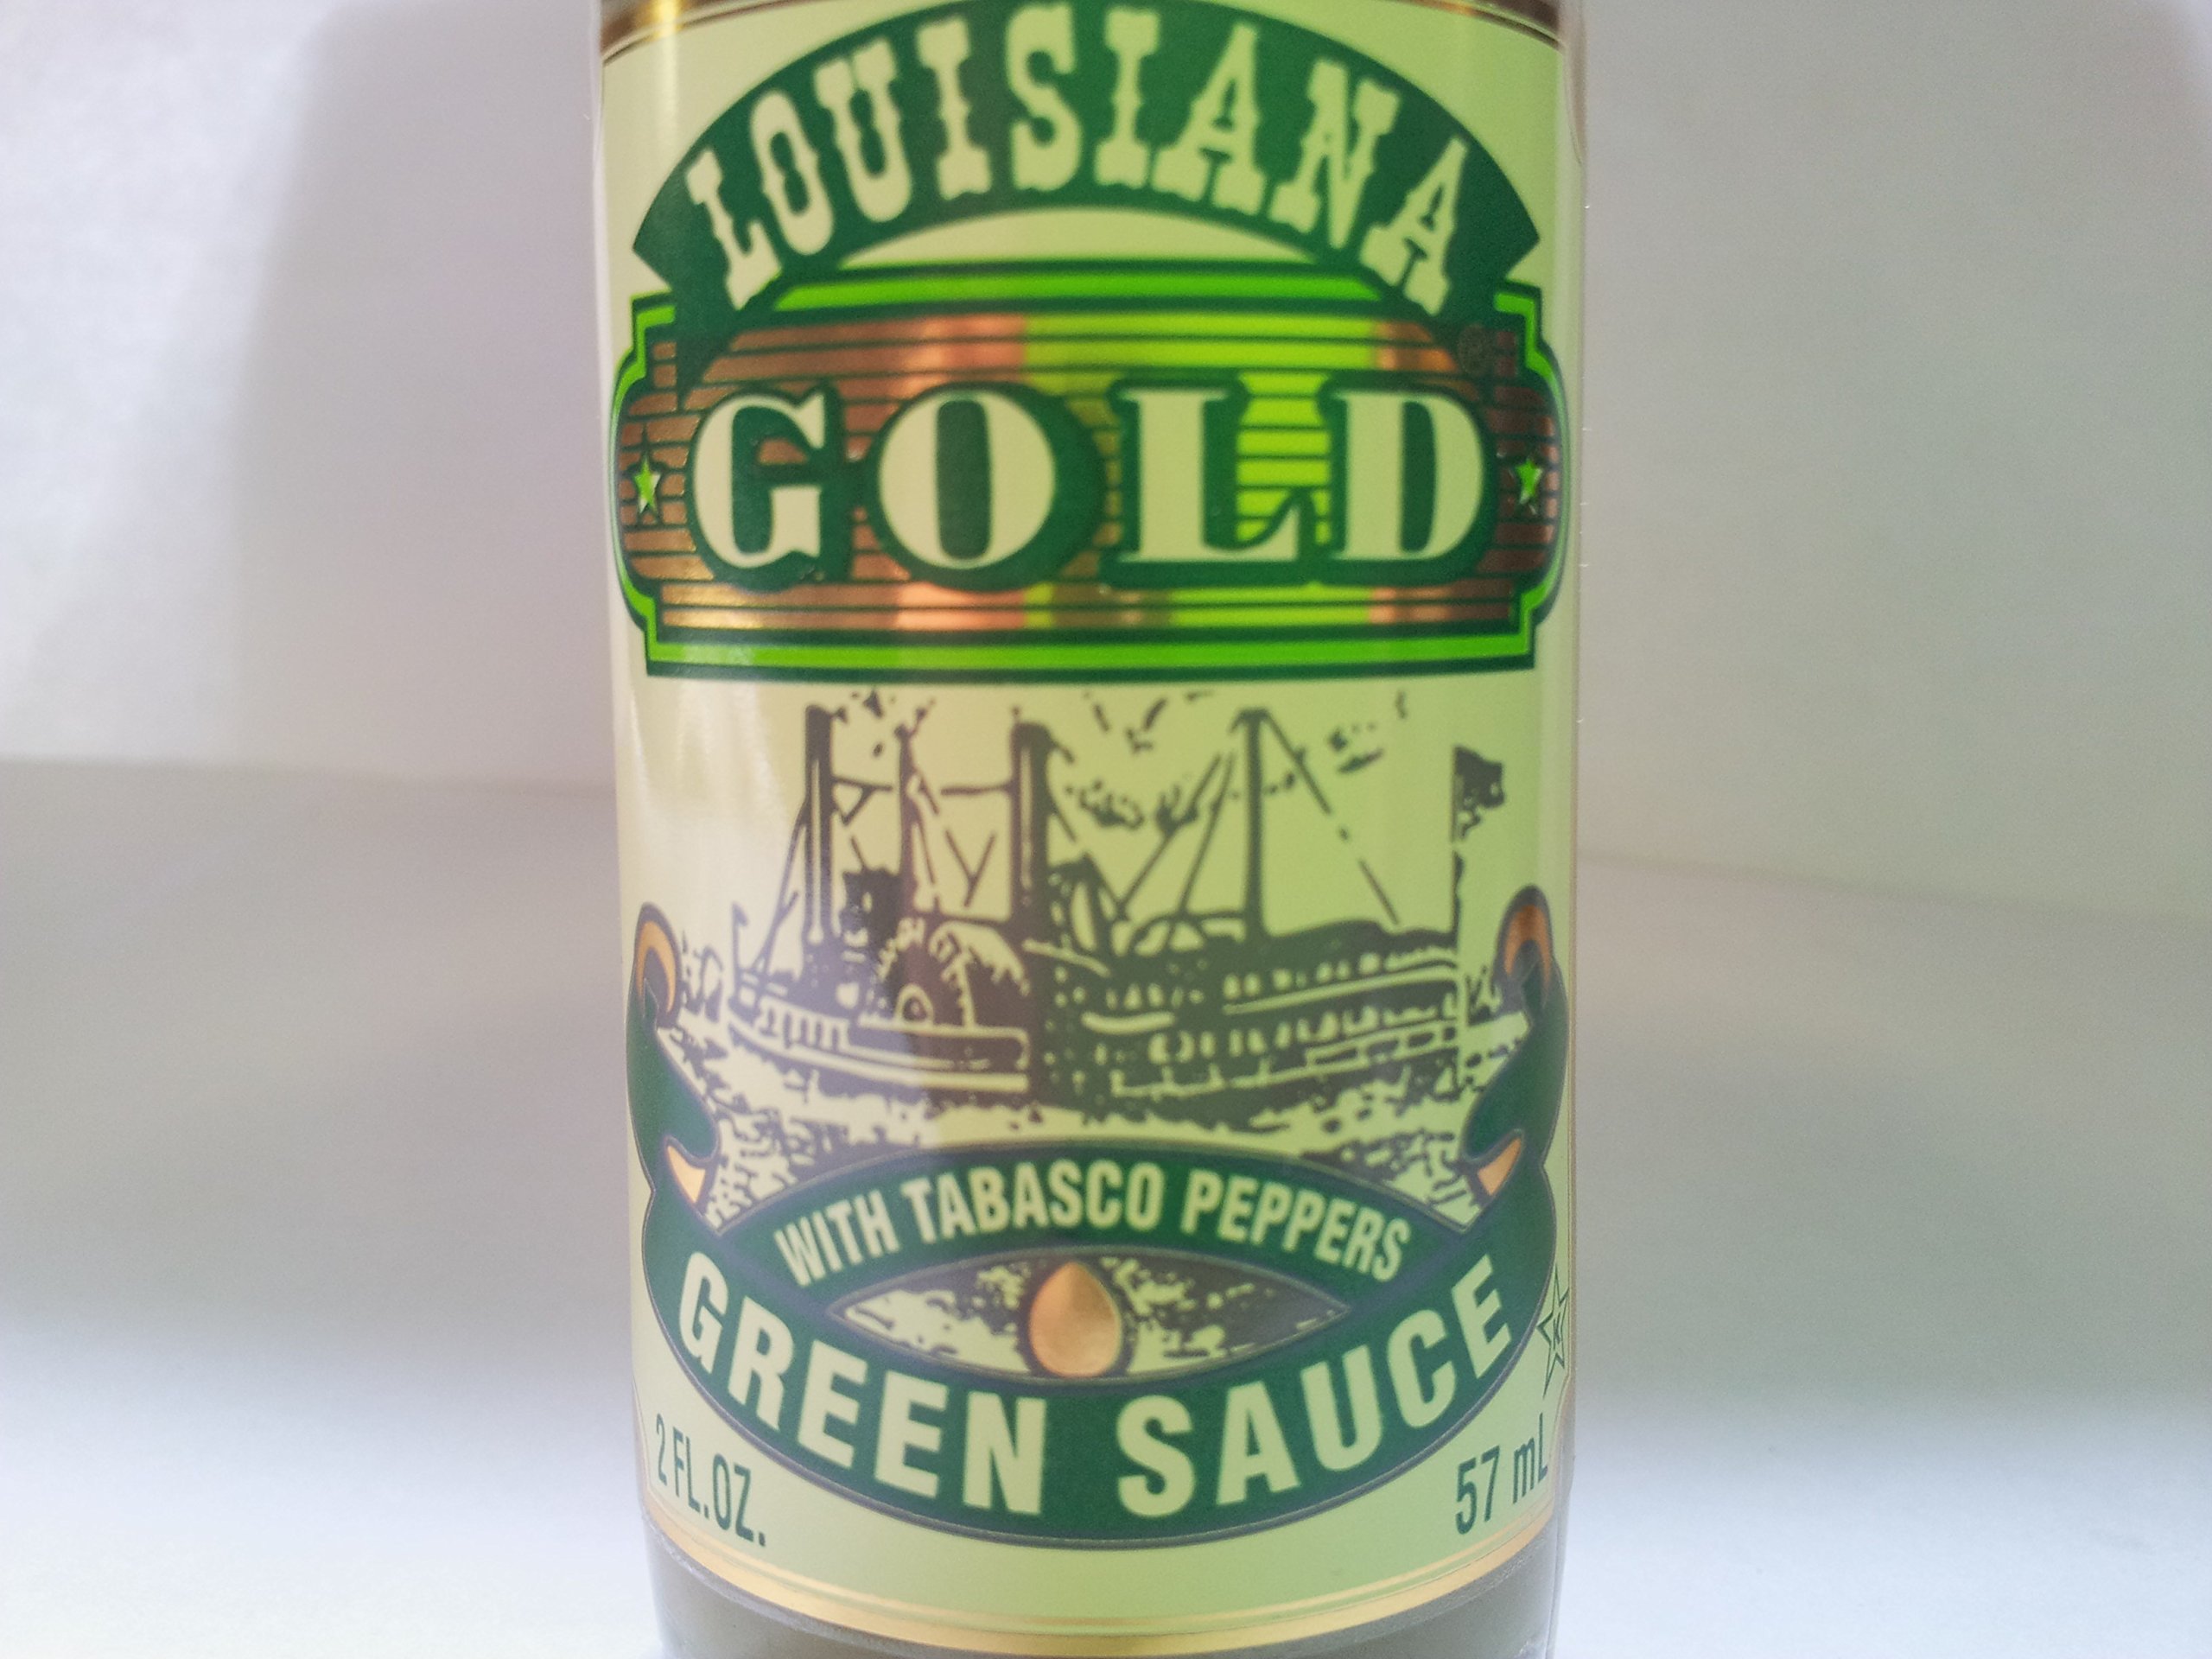 LOUISIANA
®
GOLD
WITH TABASCO PEPPERS
GREEN SAUCE
K
2 FL.OZ.
57 mL